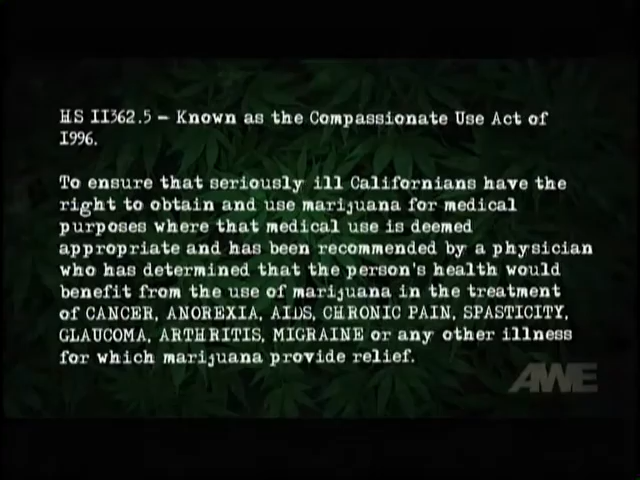 HS 11362.5 – Known as the Compassionate Use Act of
1996.
To ensure that seriously ill Californians have the
right to obtain and use marijuana for medical
purposes where that medical use is deemed
appropriate and has been recommended by a physician
who has determined that the person's health would
benefit from the use of marijuana in the treatment
of CANCER, ANOREXIA, AIDS, CHRONIC PAIN, SPASTICITY,
GLAUCOMA, ARTHRITIS, MIGRAINE or any other illness
for which marijuana provide relief.
AWE